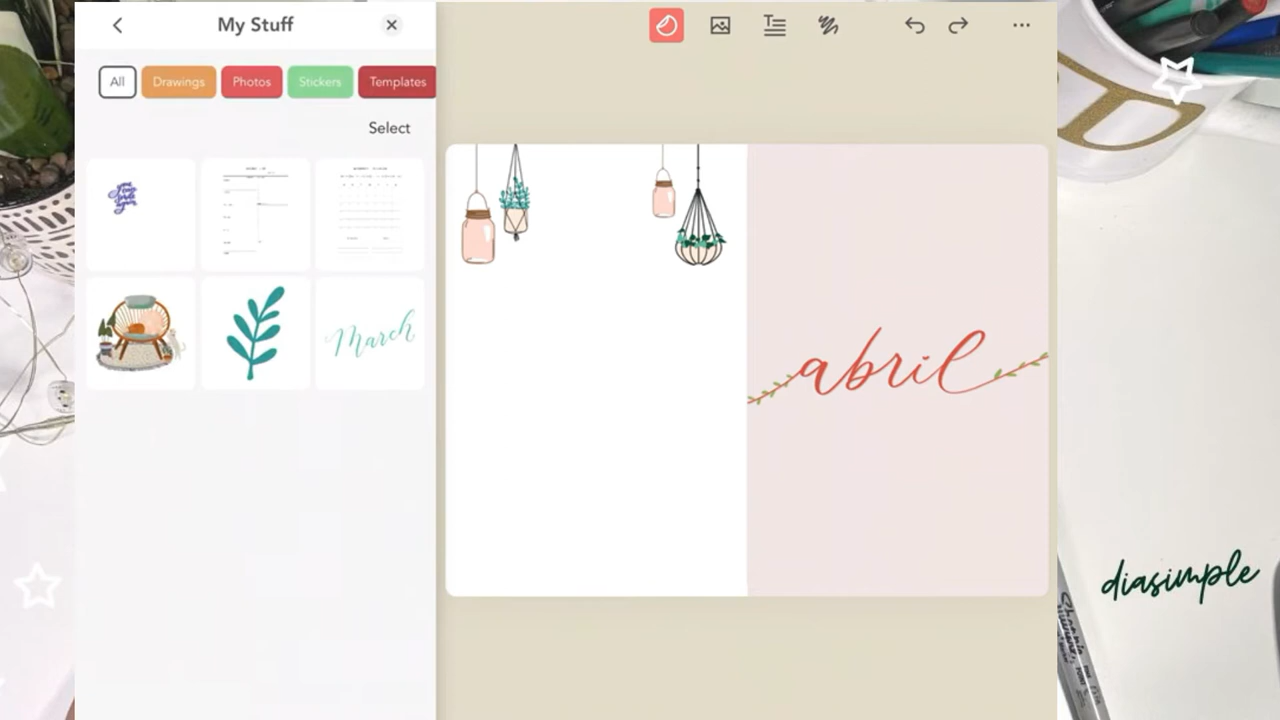 My Stuff
All
Drawings
Photos
Stickers
Templates
Select
March
abril
diasimple